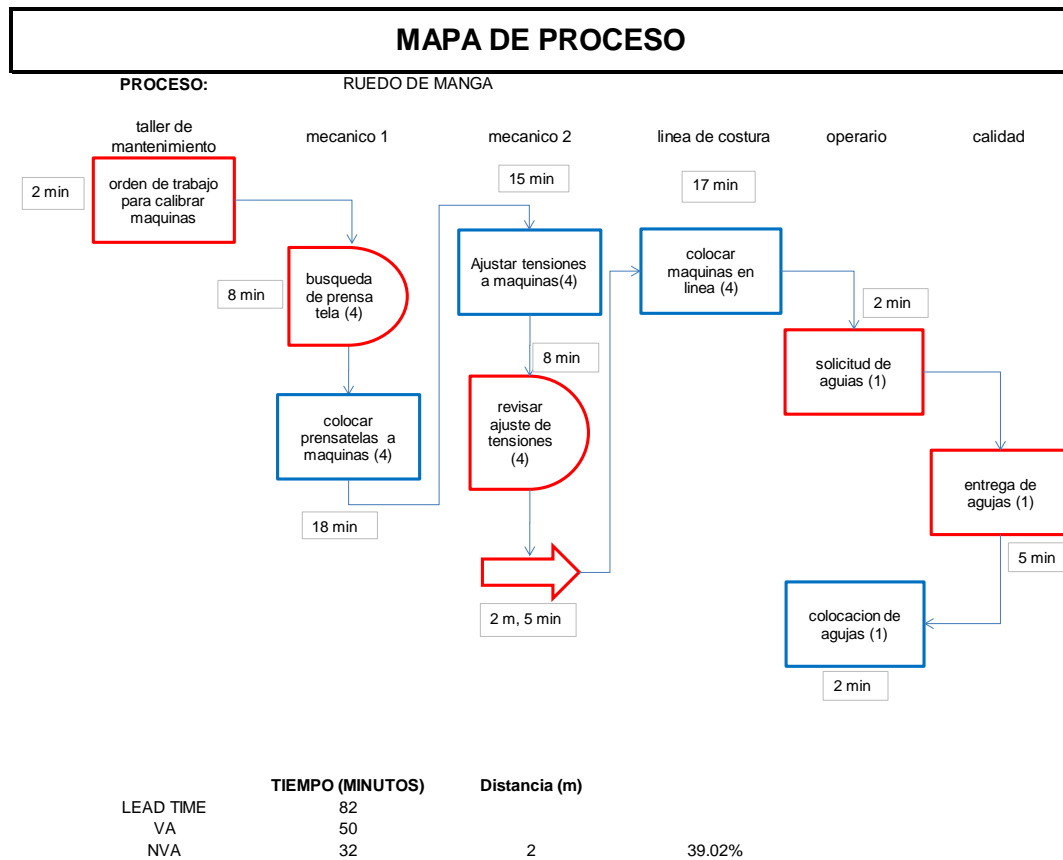 MAPA DE PROCESO
PROCESO: RUEDO DE MANGA
taller de
mantenimiento
mecanico 1
mecanico 2
linea de costura
operario
calidad
2 min
orden de trabajo
para calibrar
maquinas
15 min
17 min
8 min
busqueda
de prensa
tela (4)
Ajustar tensiones
a maquinas(4)
colocar
maquinas en
linea (4)
2 min
8 min
solicitud de
aguias (1)
colocar
prensatelas a
maquinas (4)
revisar
ajuste de
tensiones
(4)
entrega de
agujas (1)
18 min
5 min
2 m, 5 min
colocacion de
agujas (1)
2 min
TIEMPO (MINUTOS) Distancia (m)
LEAD TIME 82
VA 50
NVA 32 2 39.02%